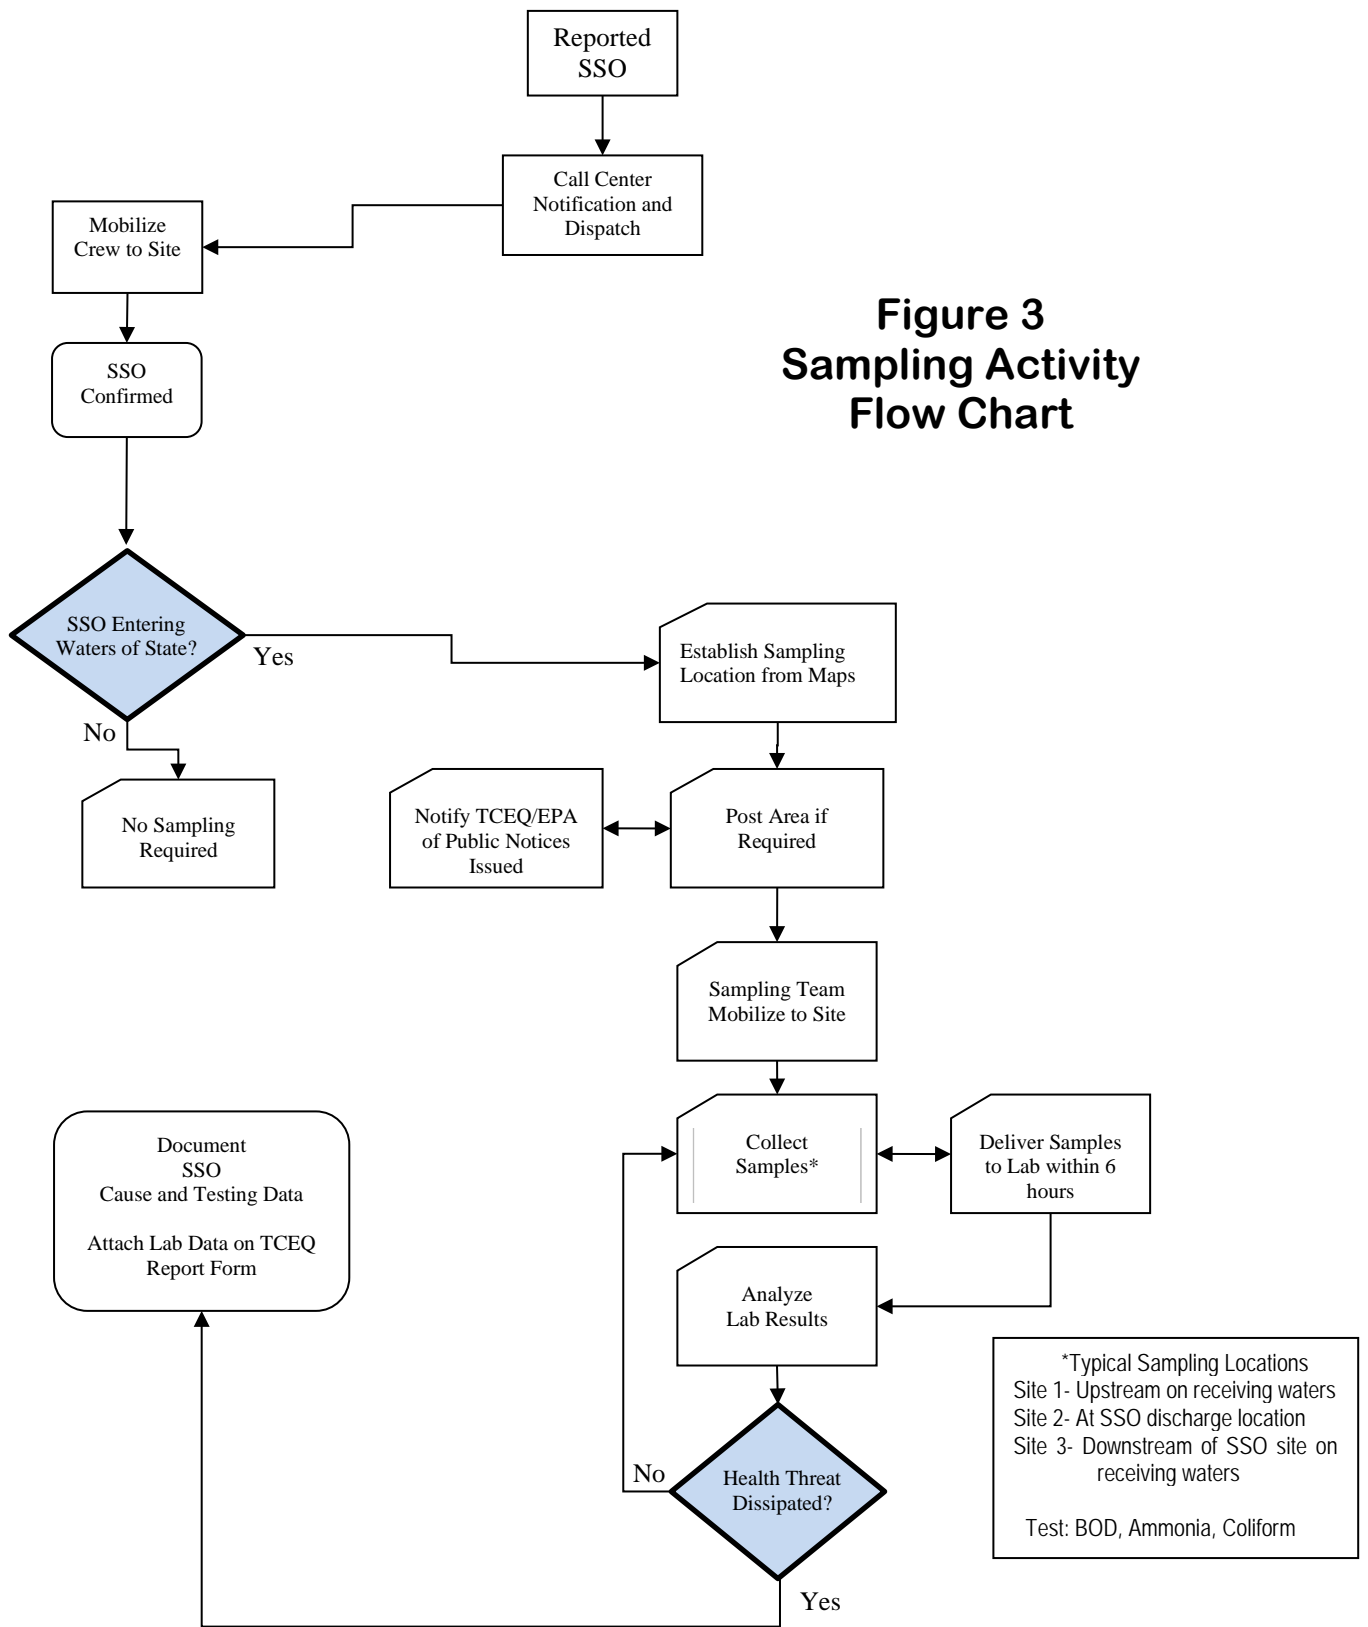 Reported
SSO
Call Center
Notification and
Dispatch
Mobilize
Crew to Site
Figure 3
Sampling Activity
Flow Chart
SSO
Confirmed
SSO Entering
Waters of State?
Yes
Establish Sampling
Location from Maps
No
No Sampling
Required
Notify TCEQ/EPA
of Public Notices
Issued
Post Area if
Required
Sampling Team
Mobilize to Site
Collect
Samples*
Deliver Samples
to Lab within 6
hours
Document
SSO
Cause and Testing Data
Attach Lab Data on TCEQ
Report Form
Analyze
Lab Results
*Typical Sampling Locations
Site 1- Upstream on receiving waters
Site 2- At SSO discharge location
Site 3- Downstream of SSO site on
receiving waters
Test: BOD, Ammonia, Coliform
No
Health Threat
Dissipated?
Yes